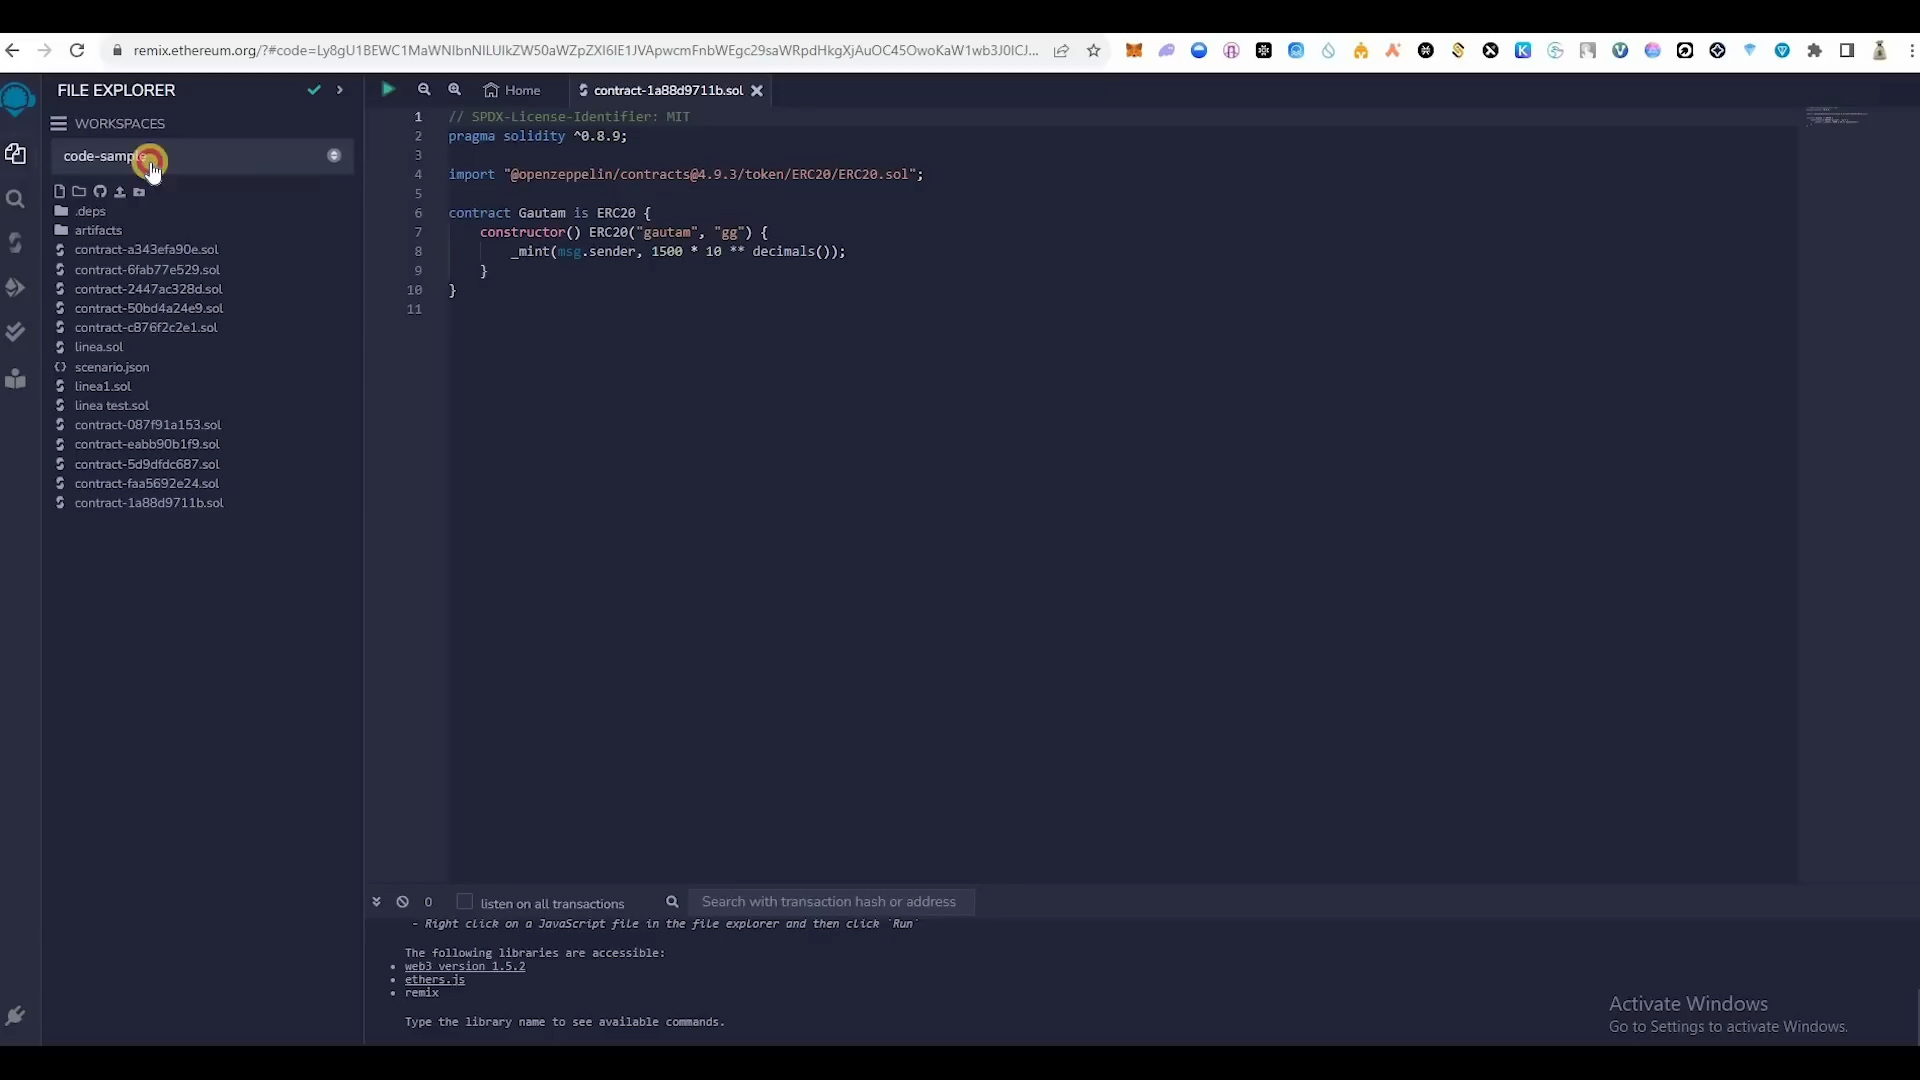 remix.ethereum.org/?#code=Ly8gU1BEWC1MaWNlbnNlLUlkZW50aWZpZXI6IE1JVApwcmFnbWEgc29saWRpdHkgXjAuOC45OwoKaW1wb3J0ICJ...
FILE EXPLORER
WORKSPACES
code-sample
.deps
artifacts
contract-a343efa90e.sol
contract-6fab77e529.sol
contract-2447ac328d.sol
contract-50bd4a24e9.sol
contract-c876f2c2e1.sol
linea.sol
scenario.json
linea1.sol
linea test.sol
contract-087f91a153.sol
contract-eabb90b1f9.sol
contract-5d9dfdc687.sol
contract-faa5692e24.sol
contract-1a88d9711b.sol
Home
contract-1a88d9711b.sol
1 // SPDX-License-Identifier: MIT
2 pragma solidity ^0.8.9;
3
4 import "@openzeppelin/contracts@4.9.3/token/ERC20/ERC20.sol";
5
6 contract Gautam is ERC20 {
7 constructor() ERC20("gautam", "gg") {
8 _mint(msg.sender, 1500 * 10 ** decimals());
9 }
10 }
11
0 listen on all transactions Search with transaction hash or address
- Right click on a JavaScript file in the file explorer and then click `Run`
The following libraries are accessible:
• web3 version 1.5.2
• ethers.js
• remix
Type the library name to see available commands.
Activate Windows
Go to Settings to activate Windows.